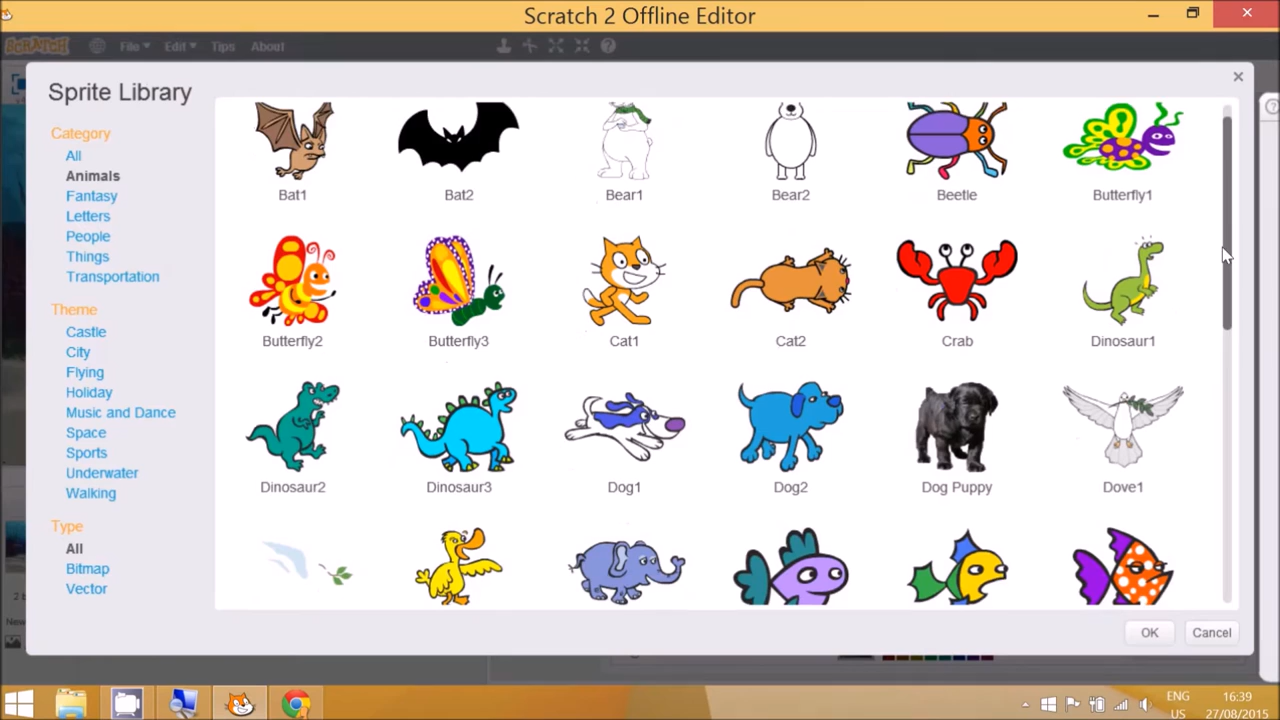 Scratch 2 Offline Editor
SCRATCH File Edit Tips About
Sprite Library
Category
All
Animals
Fantasy
Letters
People
Things
Transportation
Theme
Castle
City
Flying
Holiday
Music and Dance
Space
Sports
Underwater
Walking
Type
All
Bitmap
Vector
Bat1 Bat2 Bear1 Bear2 Beetle Butterfly1
Butterfly2 Butterfly3 Cat1 Cat2 Crab Dinosaur1
Dinosaur2 Dinosaur3 Dog1 Dog2 Dog Puppy Dove1
OK Cancel
2 b
New
ENG 16:39
US 27/08/2015